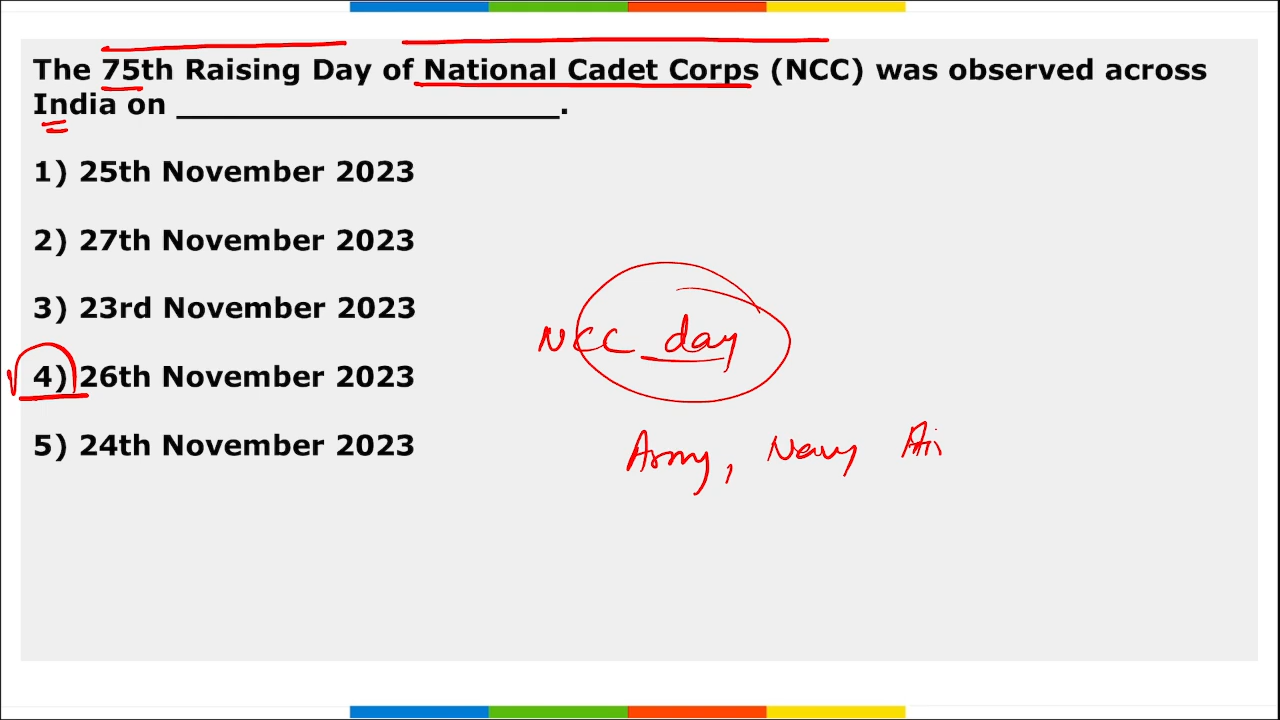 The 75th Raising Day of National Cadet Corps (NCC) was observed across
India on ______________________.
1) 25th November 2023
2) 27th November 2023
3) 23rd November 2023
4) 26th November 2023
5) 24th November 2023
NCC day
Army, Navy Air